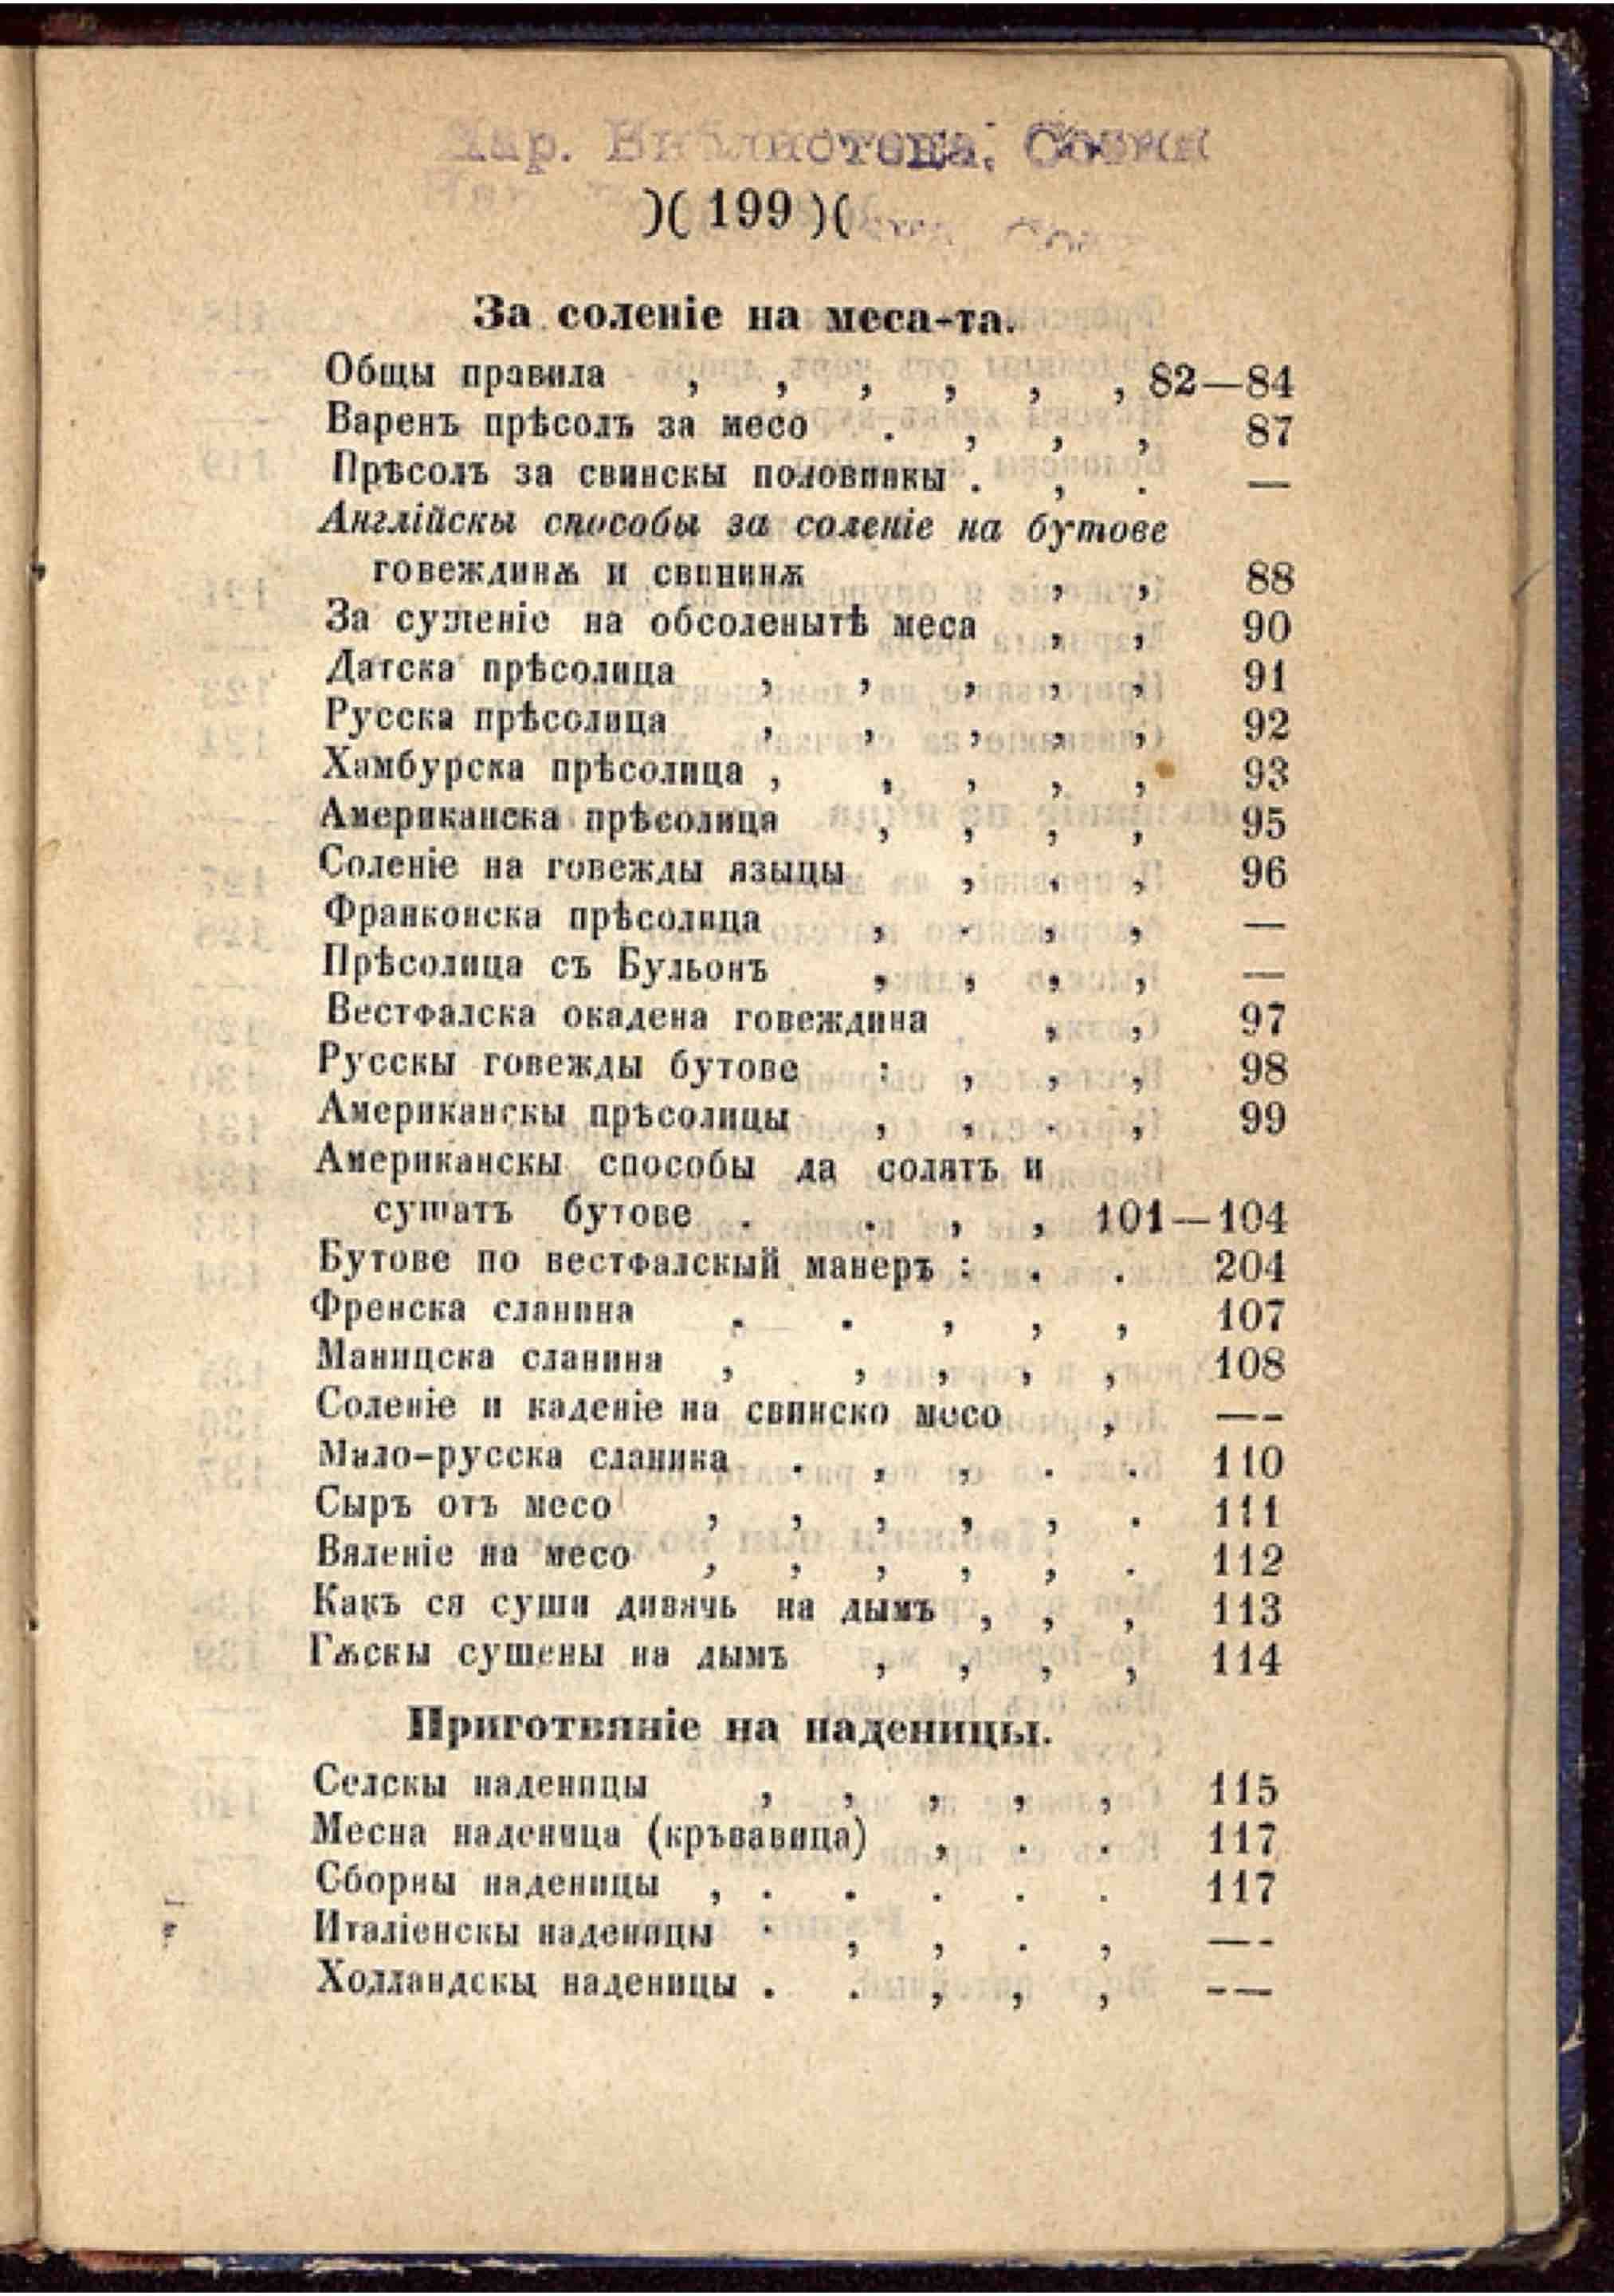 Нар. Библиотека, София
)( 199 )(
За соленіе на меса-та.
Общы правила , , , , , , 82—84
Варенъ прѣсолъ за месо . , , , 87
Прѣсолъ за свинскы половинкы . , . —
Англійскы способы за соленіе на бутове
говеждинѫ и свининѫ , , 88
За сушеніе на обсоленытѣ меса , , 90
Датска прѣсолица , , , , , 91
Русска прѣсолица , , , , , 92
Хамбурска прѣсолица , , , , , 93
Американска прѣсолица , , , , 95
Соленіе на говежды языцы , . , 96
Франконска прѣсолица , . , , —
Прѣсолица съ Бульонъ , , , , —
Вестфалска окадена говеждина , , 97
Русскы говежды бутове : , , , 98
Американскы прѣсолицы , , . , 99
Американскы способы да солятъ и
сушатъ бутове . . , , 101—104
Бутове по вестфалскый манеръ : . . 204
Френска сланина . . , , , 107
Маницска сланина , , , , , 108
Соленіе и каденіе на свинско месо , —
Мало-русска сланика . , , . . 110
Сыръ отъ месо , , , , , . 111
Вяленіе на месо , , , , , . 112
Какъ ся суши дивячь на дымъ , , , 113
Гѫскы сушены на дымъ , , , , 114
Приготвяніе на наденицы.
Селскы наденицы , , , , , 115
Месна наденица (кръвавица) , . . 117
Сборны наденицы , . . . . . 117
Италіенскы наденицы . , , . , —
Холландскы наденицы . . , , , —